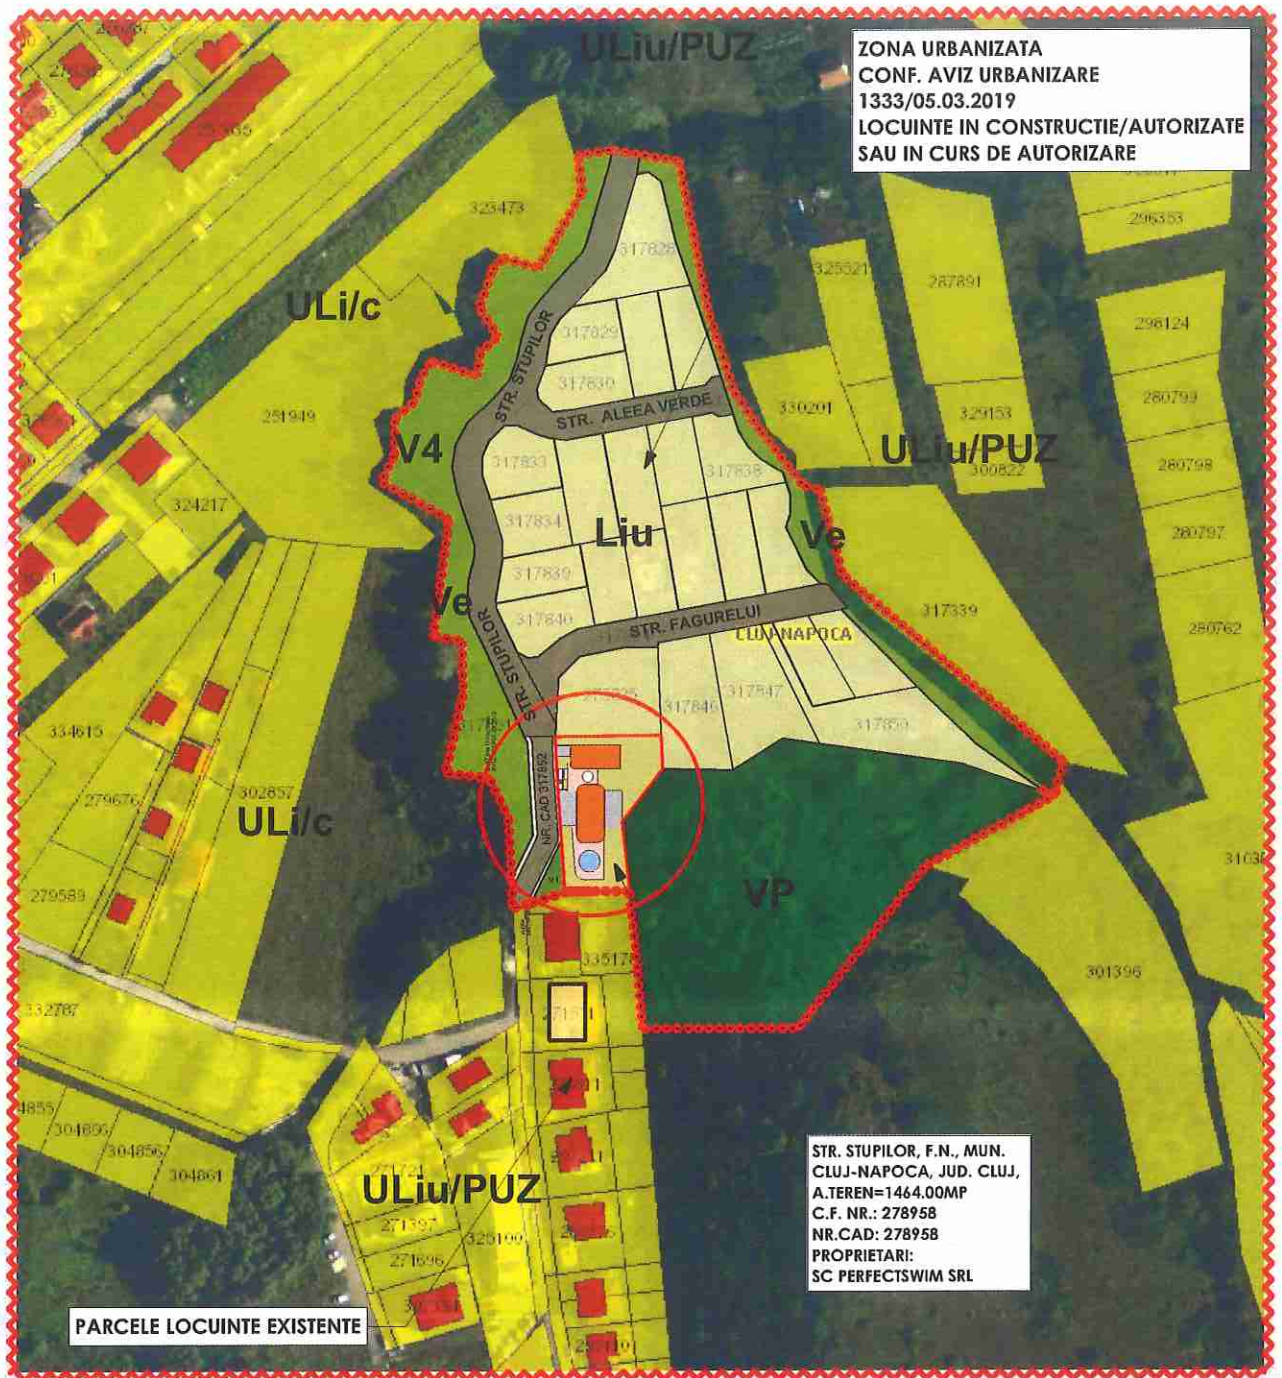 ULiu/PUZ
ZONA URBANIZATA
CONF. AVIZ URBANIZARE
1333/05.03.2019
LOCUINTE IN CONSTRUCTIE/AUTORIZATE
SAU IN CURS DE AUTORIZARE
323473
296353
317828
325521
287891
ULi/c
298124
317829
STR. STUPILOR
317830
280799
STR. ALEEA VERDE
330201
329153
251949
V4
ULiu/PUZ
300822
280798
317833
317838
324217
317834
Liu
Ve
280797
317839
Ve
317840
STR. FAGURELUI
317339
280762
CLUJ-NAPOCA
STR. STUPILOR
317846
317847
317850
334615
NR. CAD 317852
279676
302857
ULi/c
279589
VP
335178
301396
332787
304856
304861
STR. STUPILOR, F.N., MUN.
CLUJ-NAPOCA, JUD. CLUJ,
A.TEREN=1464.00MP
C.F. NR.: 278958
NR.CAD: 278958
PROPRIETARI:
SC PERFECTSWIM SRL
271721
ULiu/PUZ
271397
325100
271696
PARCELE LOCUINTE EXISTENTE